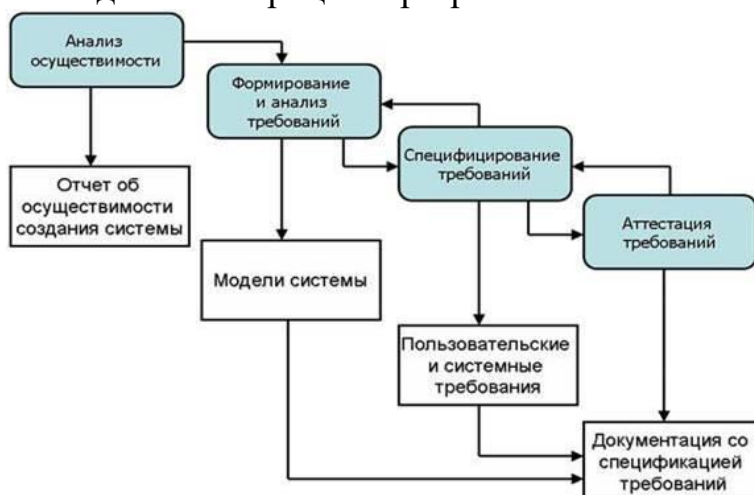 Анализ
осуществимости
Формирование
и анализ
требований
Специфицирование
требований
Аттестация
требований
Отчет об
осуществимости
создания системы
Модели системы
Пользовательские
и системные
требования
Документация со
спецификацией
требований